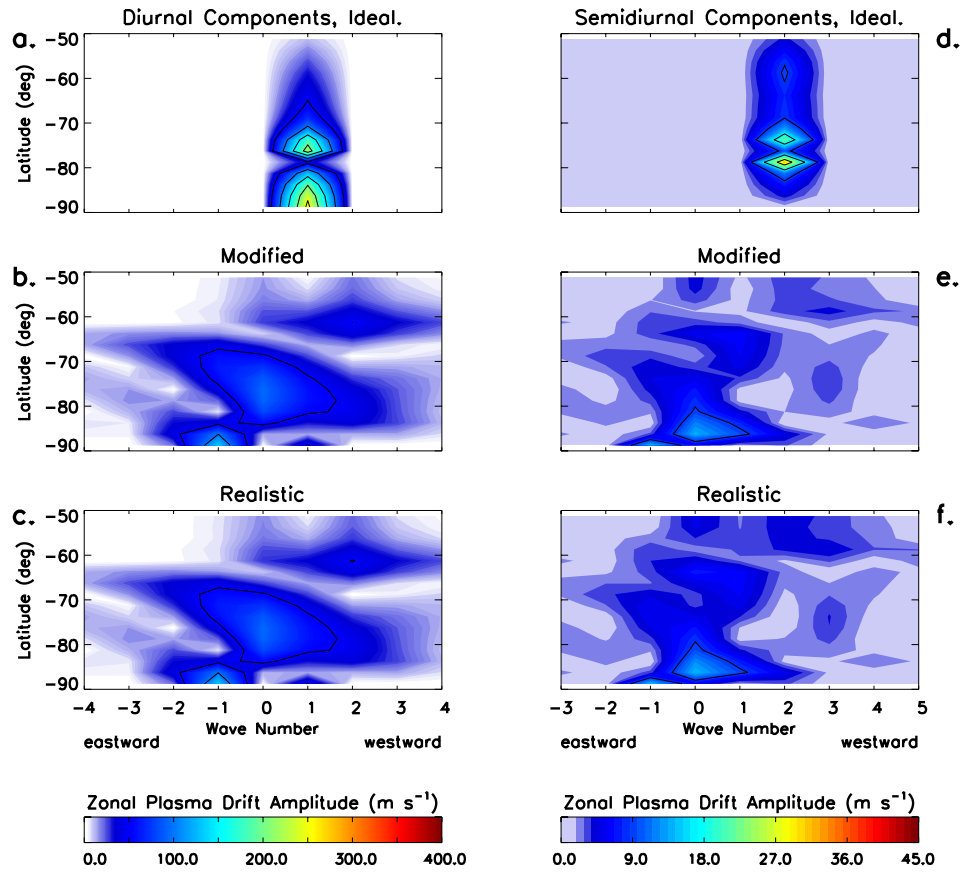 Diurnal Components, Ideal.
a.
-50
-60
-70
-80
-90
Latitude (deg)
Semidiurnal Components, Ideal.
d.
Modified
b.
-50
-60
-70
-80
-90
Latitude (deg)
Modified
e.
Realistic
c.
-50
-60
-70
-80
-90
Latitude (deg)
-4 -3 -2 -1 0 1 2 3 4
Wave Number
eastward westward
Realistic
f.
-3 -2 -1 0 1 2 3 4 5
Wave Number
eastward westward
Zonal Plasma Drift Amplitude (m s⁻¹)
0.0 100.0 200.0 300.0 400.0
Zonal Plasma Drift Amplitude (m s⁻¹)
0.0 9.0 18.0 27.0 36.0 45.0